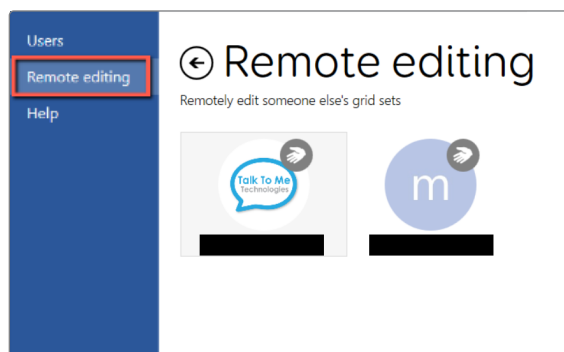 Users
Remote editing
Help
Remote editing
Remotely edit someone else's grid sets
Talk To Me
Technologies
m